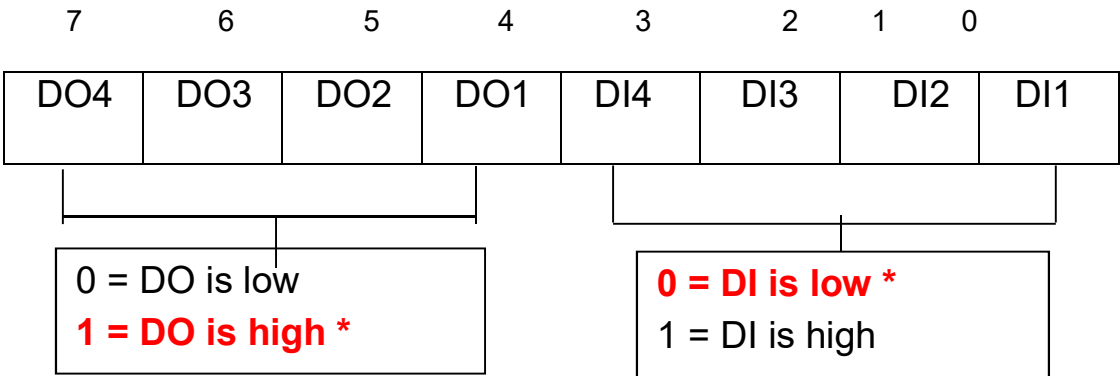 7 6 5 4 3 2 1 0
DO4 DO3 DO2 DO1 DI4 DI3 DI2 DI1
0 = DO is low
1 = DO is high *
0 = DI is low *
1 = DI is high